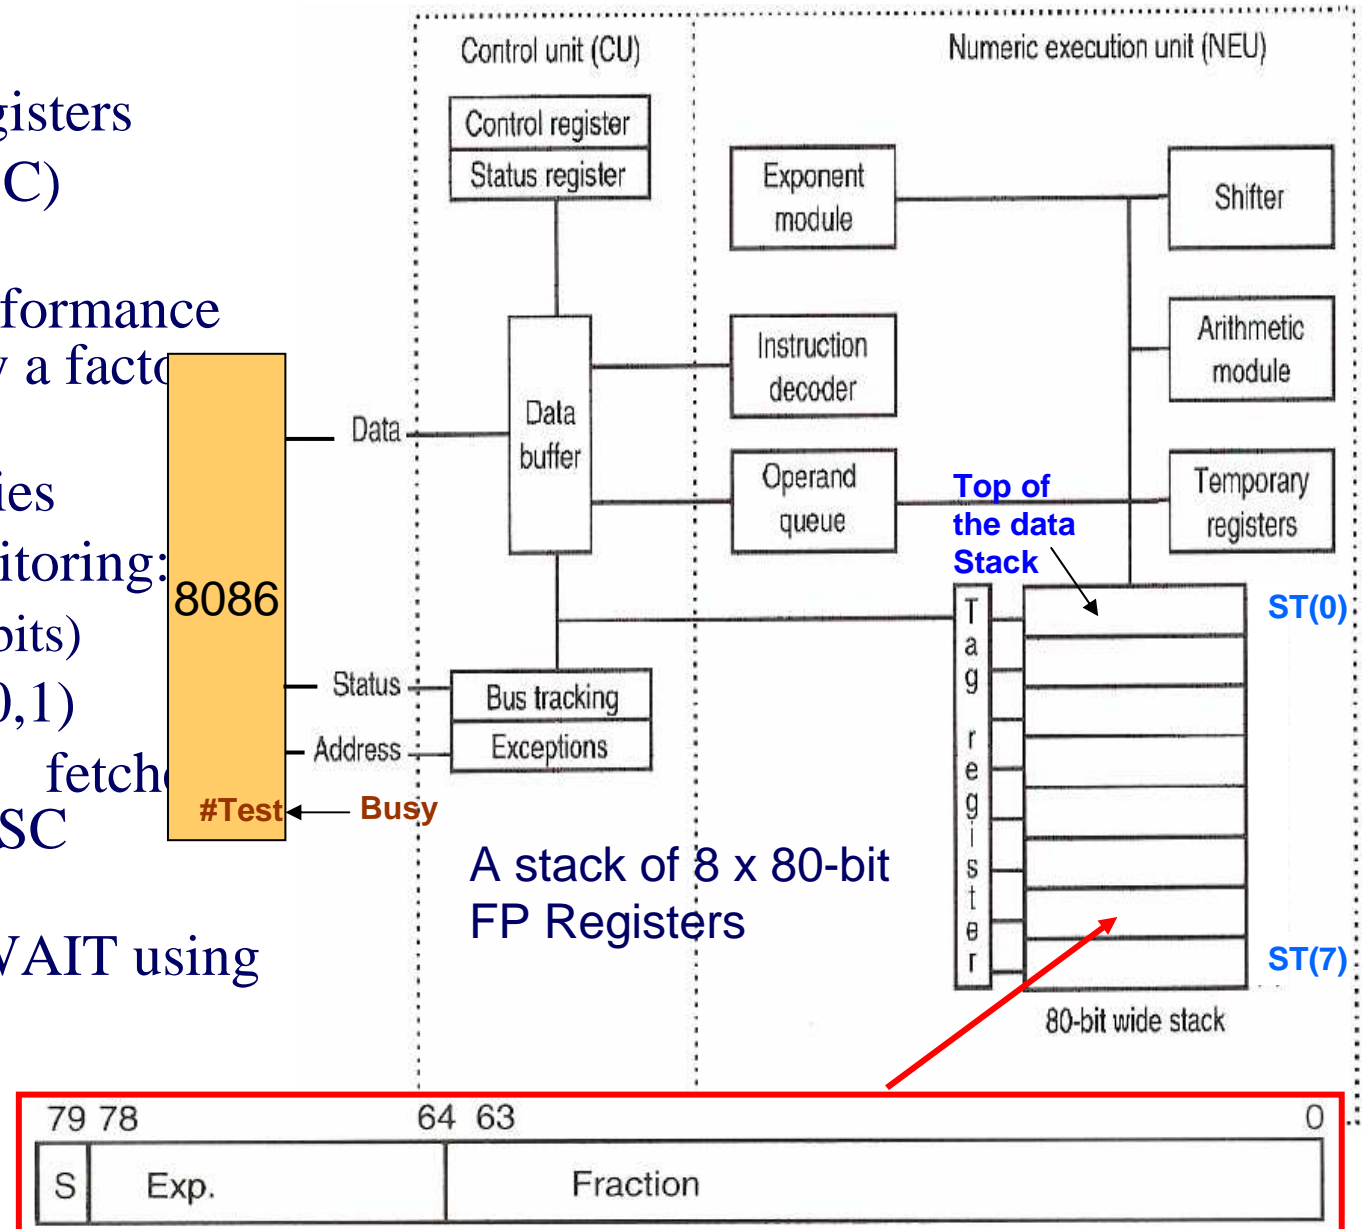 gisters
C)
formance
y a facto
ies
itoring:
bits)
0,1)
fetche
SC
WAIT using
8086
#Test
Busy
Data
Status
Address
Control unit (CU)
Control register
Status register
Data
buffer
Bus tracking
Exceptions
Numeric execution unit (NEU)
Exponent
module
Shifter
Instruction
decoder
Arithmetic
module
Operand
queue
Temporary
registers
Top of
the data
Stack
Tag register
ST(0)
ST(7)
80-bit wide stack
A stack of 8 x 80-bit
FP Registers
79 78 64 63 0
S Exp. Fraction